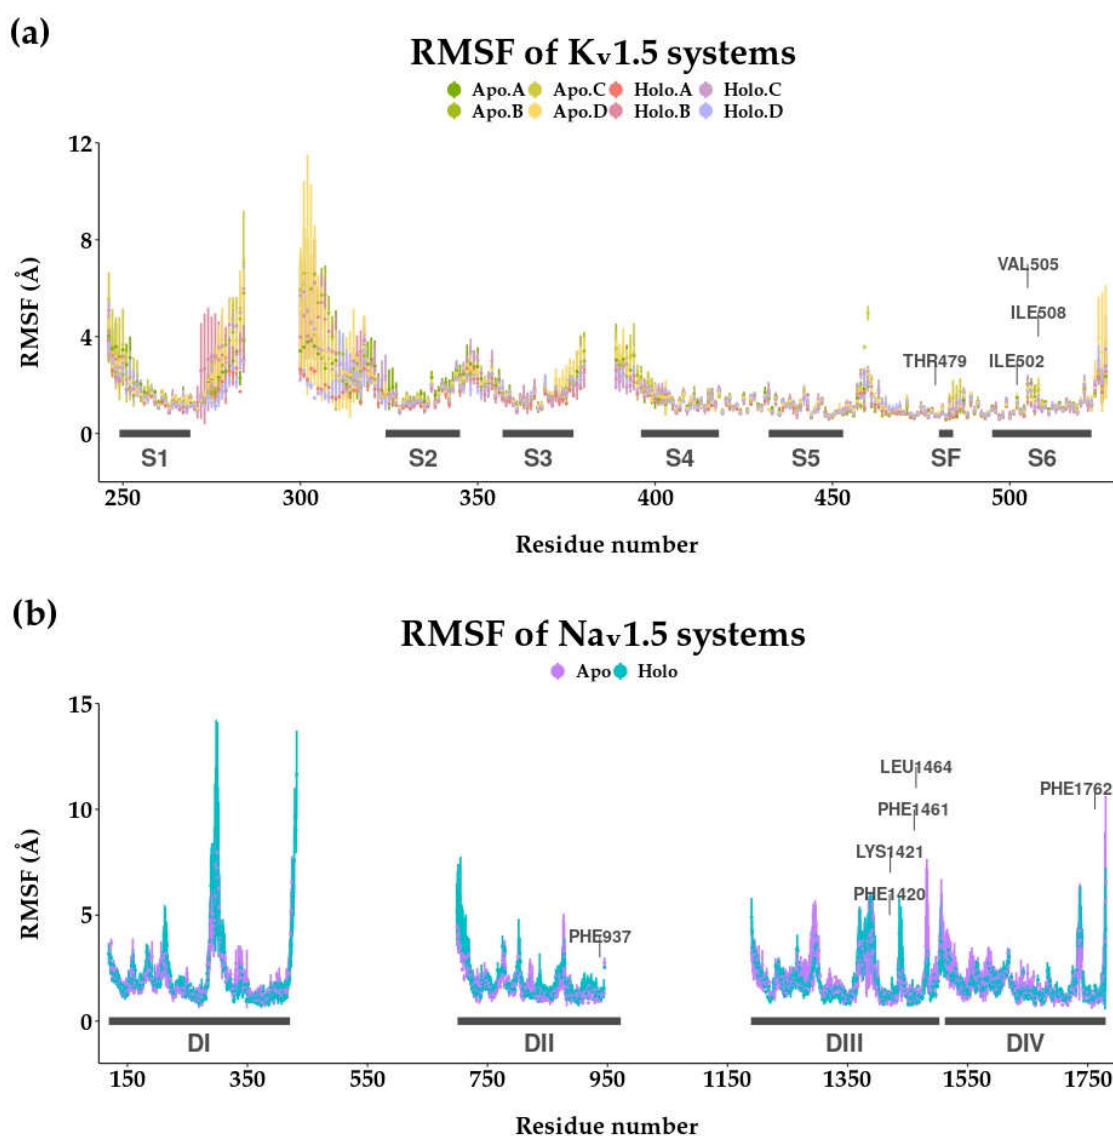 (a)
RMSF of Kv1.5 systems
Apo.A Apo.C Holo.A Holo.C
Apo.B Apo.D Holo.B Holo.D
12
8
4
0
RMSF (Å)
VAL505
ILE508
THR479 ILE502
S1 S2 S3 S4 S5 SF S6
250 300 350 400 450 500
Residue number
(b)
RMSF of Nav1.5 systems
Apo Holo
15
10
5
0
RMSF (Å)
LEU1464
PHE1762
PHE1461
LYS1421
PHE1420
PHE937
DI DII DIII DIV
150 350 550 750 950 1150 1350 1550 1750
Residue number